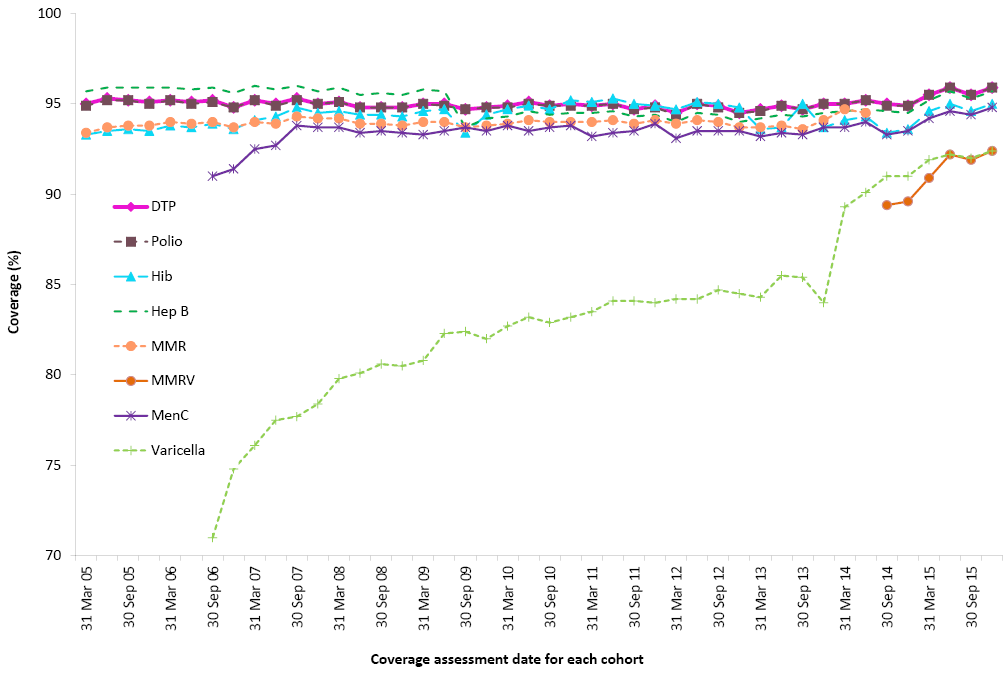 100
95
90
85
80
75
70
Coverage (%)
DTP
Polio
Hib
Hep B
MMR
MMRV
MenC
Varicella
31 Mar 05
30 Sep 05
31 Mar 06
30 Sep 06
31 Mar 07
30 Sep 07
31 Mar 08
30 Sep 08
31 Mar 09
30 Sep 09
31 Mar 10
30 Sep 10
31 Mar 11
30 Sep 11
31 Mar 12
30 Sep 12
31 Mar 13
30 Sep 13
31 Mar 14
30 Sep 14
31 Mar 15
30 Sep 15
Coverage assessment date for each cohort